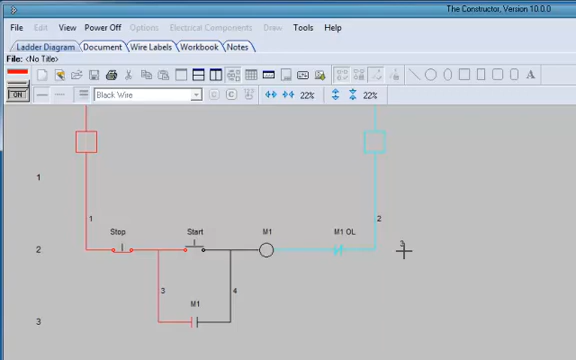 The Constructor, Version 10.0.0
File Edit View Power Off Options Electrical Components Draw Tools Help
Ladder Diagram Document Wire Labels Workbook Notes
File: <No Title>
ON Black Wire 22% 22%
1
1 2
Stop Start M1 M1 OL
2 3
3 4
M1
3